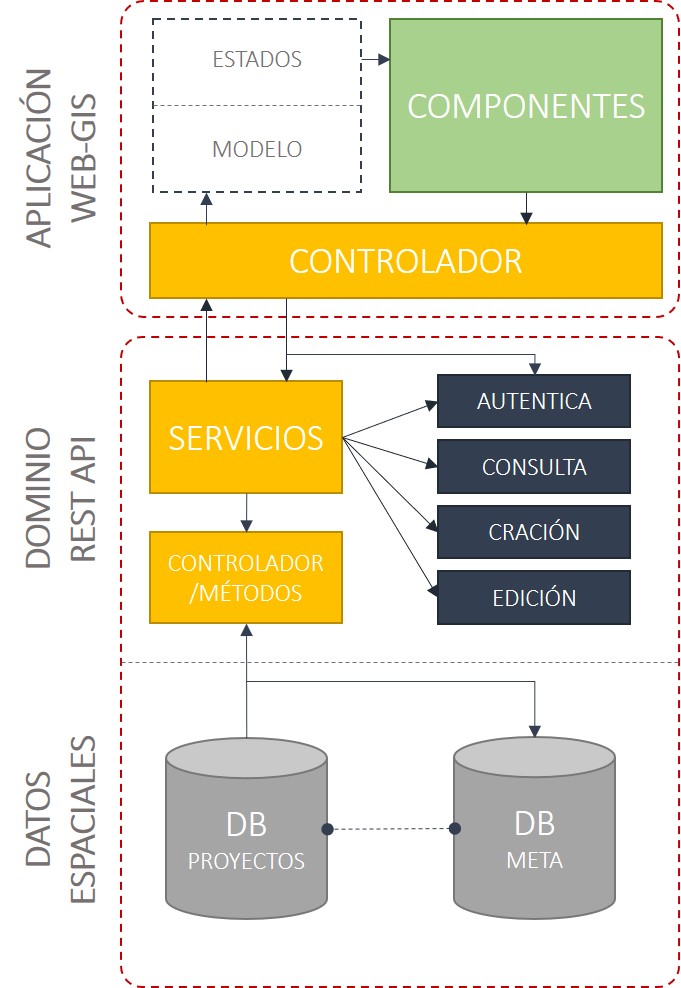 APLICACIÓN
WEB-GIS
ESTADOS
MODELO
COMPONENTES
CONTROLADOR
DOMINIO
REST API
SERVICIOS
CONTROLADOR
/MÉTODOS
AUTENTICA
CONSULTA
CRACIÓN
EDICIÓN
DATOS
ESPACIALES
DB
PROYECTOS
DB
META